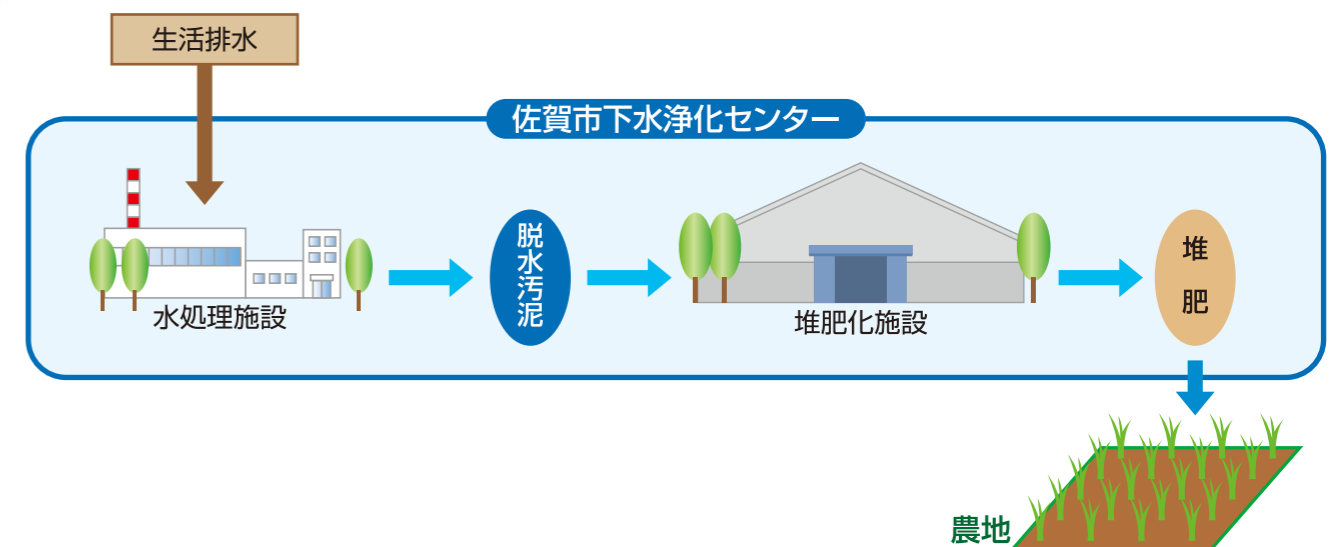 生活排水
佐賀市下水浄化センター
水処理施設
脱水汚泥
堆肥化施設
堆肥
農地